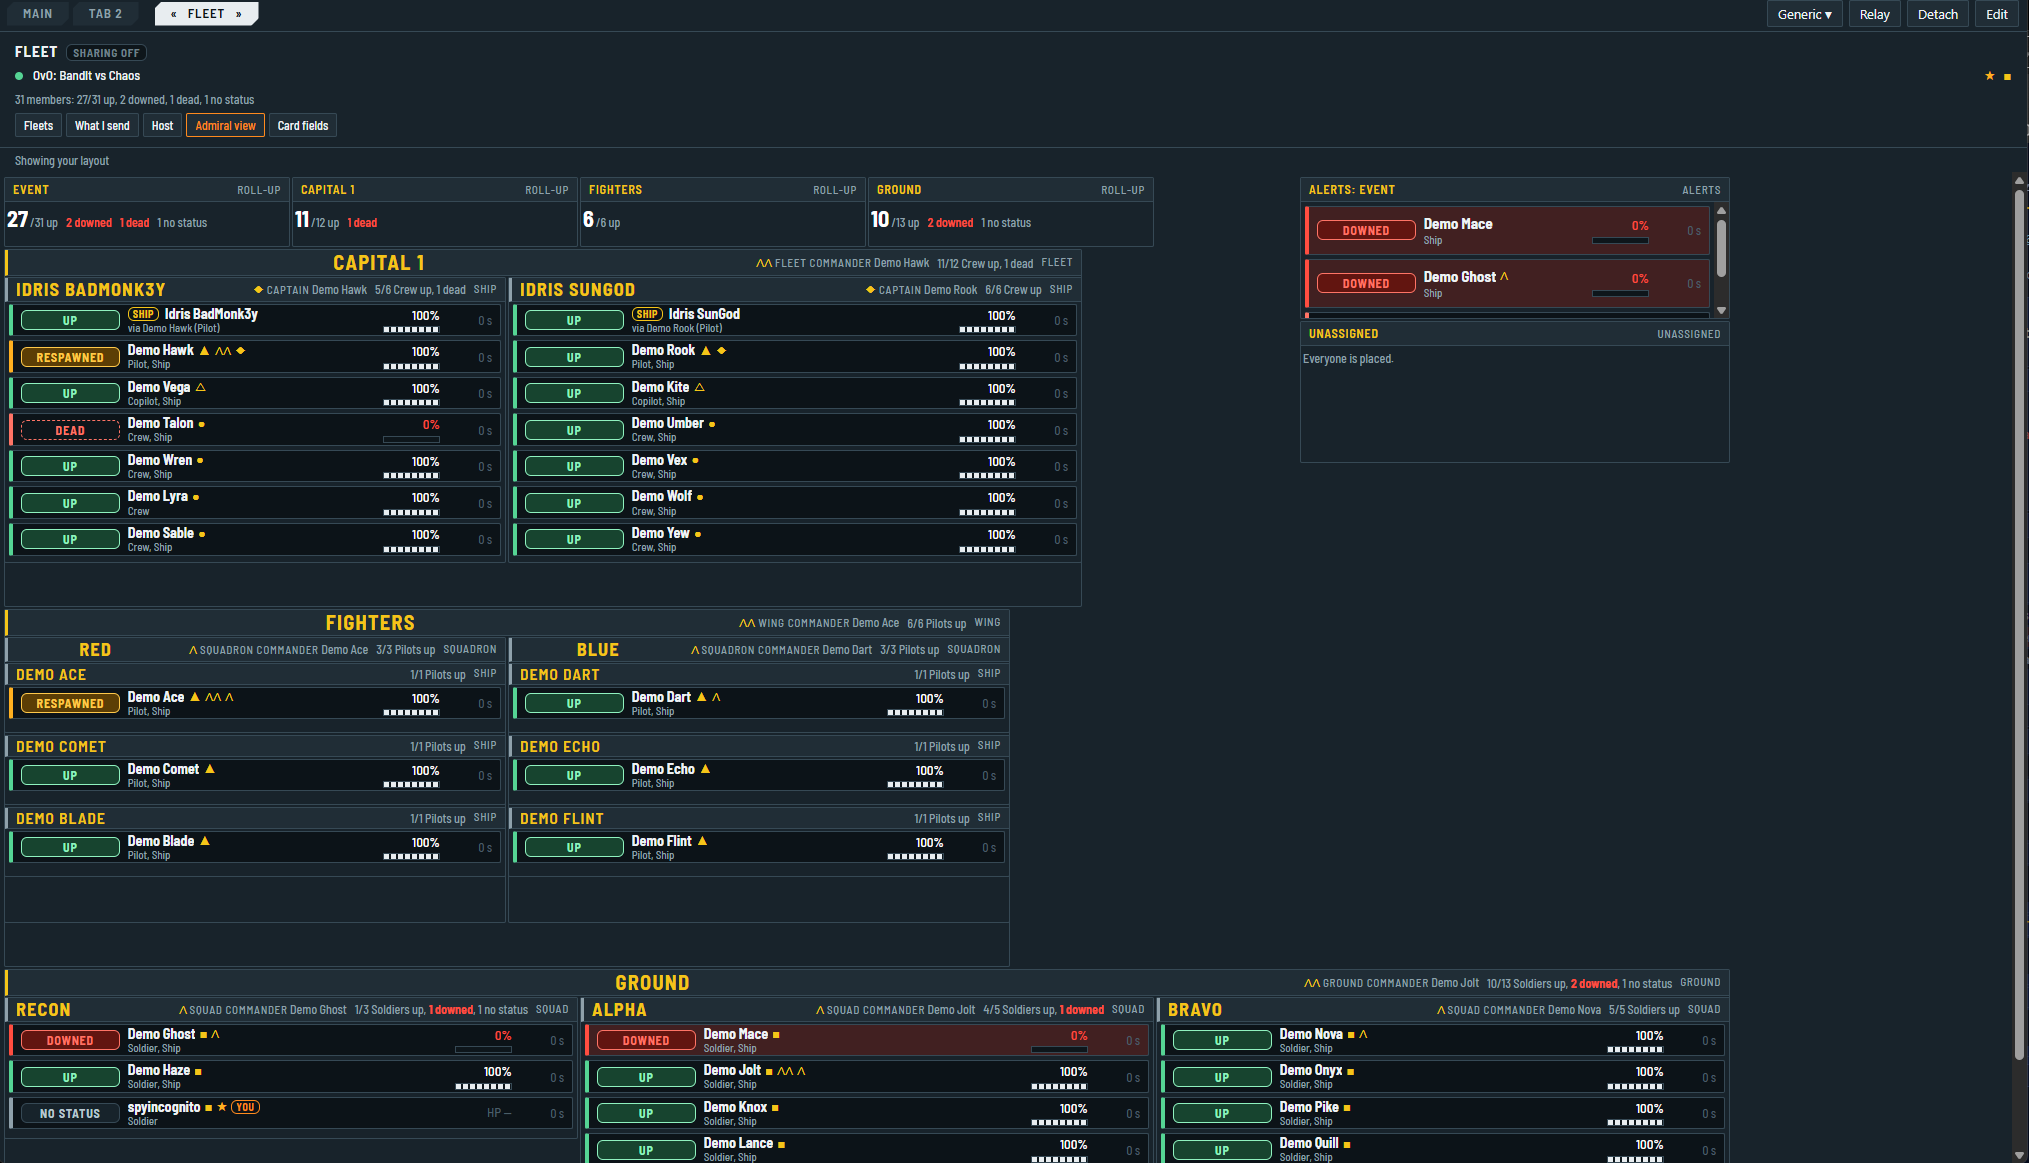 MAIN TAB 2 « FLEET » Generic ▾ Relay Detach Edit
FLEET SHARING OFF
OvO: BandIt vs Chaos
31 members: 27/31 up, 2 downed, 1 dead, 1 no status
Fleets What I send Host Admiral view Card fields
Showing your layout
EVENT ROLL-UP
27 /31 up 2 downed 1 dead 1 no status
CAPITAL 1 ROLL-UP
11 /12 up 1 dead
FIGHTERS ROLL-UP
6 /6 up
GROUND ROLL-UP
10 /13 up 2 downed 1 no status
ALERTS: EVENT ALERTS
DOWNED Demo Mace 0% 0 s
Ship
DOWNED Demo Ghost 0% 0 s
Ship
UNASSIGNED UNASSIGNED
Everyone is placed.
CAPITAL 1 FLEET COMMANDER Demo Hawk 11/12 Crew up, 1 dead FLEET
IDRIS BADMONK3Y CAPTAIN Demo Hawk 5/6 Crew up, 1 dead SHIP
UP SHIP Idris BadMonk3y 100% 0 s
via Demo Hawk (Pilot)
RESPAWNED Demo Hawk 100% 0 s
Pilot, Ship
UP Demo Vega 100% 0 s
Copilot, Ship
DEAD Demo Talon 0% 0 s
Crew, Ship
UP Demo Wren 100% 0 s
Crew, Ship
UP Demo Lyra 100% 0 s
Crew
UP Demo Sable 100% 0 s
Crew, Ship
IDRIS SUNGOD CAPTAIN Demo Rook 6/6 Crew up SHIP
UP SHIP Idris SunGod 100% 0 s
via Demo Rook (Pilot)
UP Demo Rook 100% 0 s
Pilot, Ship
UP Demo Kite 100% 0 s
Copilot, Ship
UP Demo Umber 100% 0 s
Crew, Ship
UP Demo Vex 100% 0 s
Crew, Ship
UP Demo Wolf 100% 0 s
Crew, Ship
UP Demo Yew 100% 0 s
Crew, Ship
FIGHTERS WING COMMANDER Demo Ace 6/6 Pilots up WING
RED SQUADRON COMMANDER Demo Ace 3/3 Pilots up SQUADRON
DEMO ACE 1/1 Pilots up SHIP
RESPAWNED Demo Ace 100% 0 s
Pilot, Ship
DEMO COMET 1/1 Pilots up SHIP
UP Demo Comet 100% 0 s
Pilot, Ship
DEMO BLADE 1/1 Pilots up SHIP
UP Demo Blade 100% 0 s
Pilot, Ship
BLUE SQUADRON COMMANDER Demo Dart 3/3 Pilots up SQUADRON
DEMO DART 1/1 Pilots up SHIP
UP Demo Dart 100% 0 s
Pilot, Ship
DEMO ECHO 1/1 Pilots up SHIP
UP Demo Echo 100% 0 s
Pilot, Ship
DEMO FLINT 1/1 Pilots up SHIP
UP Demo Flint 100% 0 s
Pilot, Ship
GROUND GROUND COMMANDER Demo Jolt 10/13 Soldiers up, 2 downed, 1 no status GROUND
RECON SQUAD COMMANDER Demo Ghost 1/3 Soldiers up, 1 downed, 1 no status SQUAD
DOWNED Demo Ghost 0% 0 s
Soldier, Ship
UP Demo Haze 100% 0 s
Soldier, Ship
NO STATUS spyincognito YOU HP — 0 s
Soldier
ALPHA SQUAD COMMANDER Demo Jolt 4/5 Soldiers up, 1 downed SQUAD
DOWNED Demo Mace 0% 0 s
Soldier, Ship
UP Demo Jolt 100% 0 s
Soldier, Ship
UP Demo Knox 100% 0 s
Soldier, Ship
UP Demo Lance 100% 0 s
Soldier, Ship
BRAVO SQUAD COMMANDER Demo Nova 5/5 Soldiers up SQUAD
UP Demo Nova 100% 0 s
Soldier, Ship
UP Demo Onyx 100% 0 s
Soldier, Ship
UP Demo Pike 100% 0 s
Soldier, Ship
UP Demo Quill 100% 0 s
Soldier, Ship